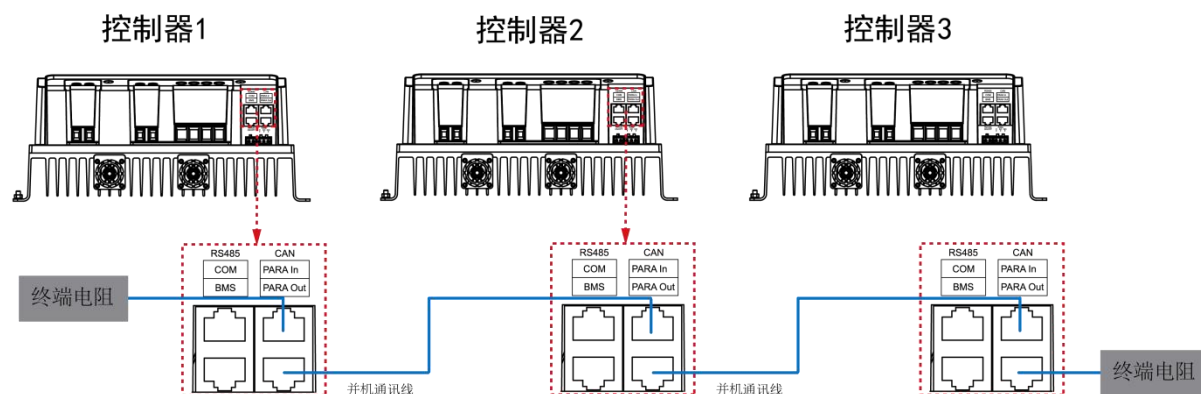 控制器1
控制器2
控制器3
RS485 CAN
COM PARA In
BMS PARA Out
RS485 CAN
COM PARA In
BMS PARA Out
RS485 CAN
COM PARA In
BMS PARA Out
终端电阻
并机通讯线
并机通讯线
终端电阻